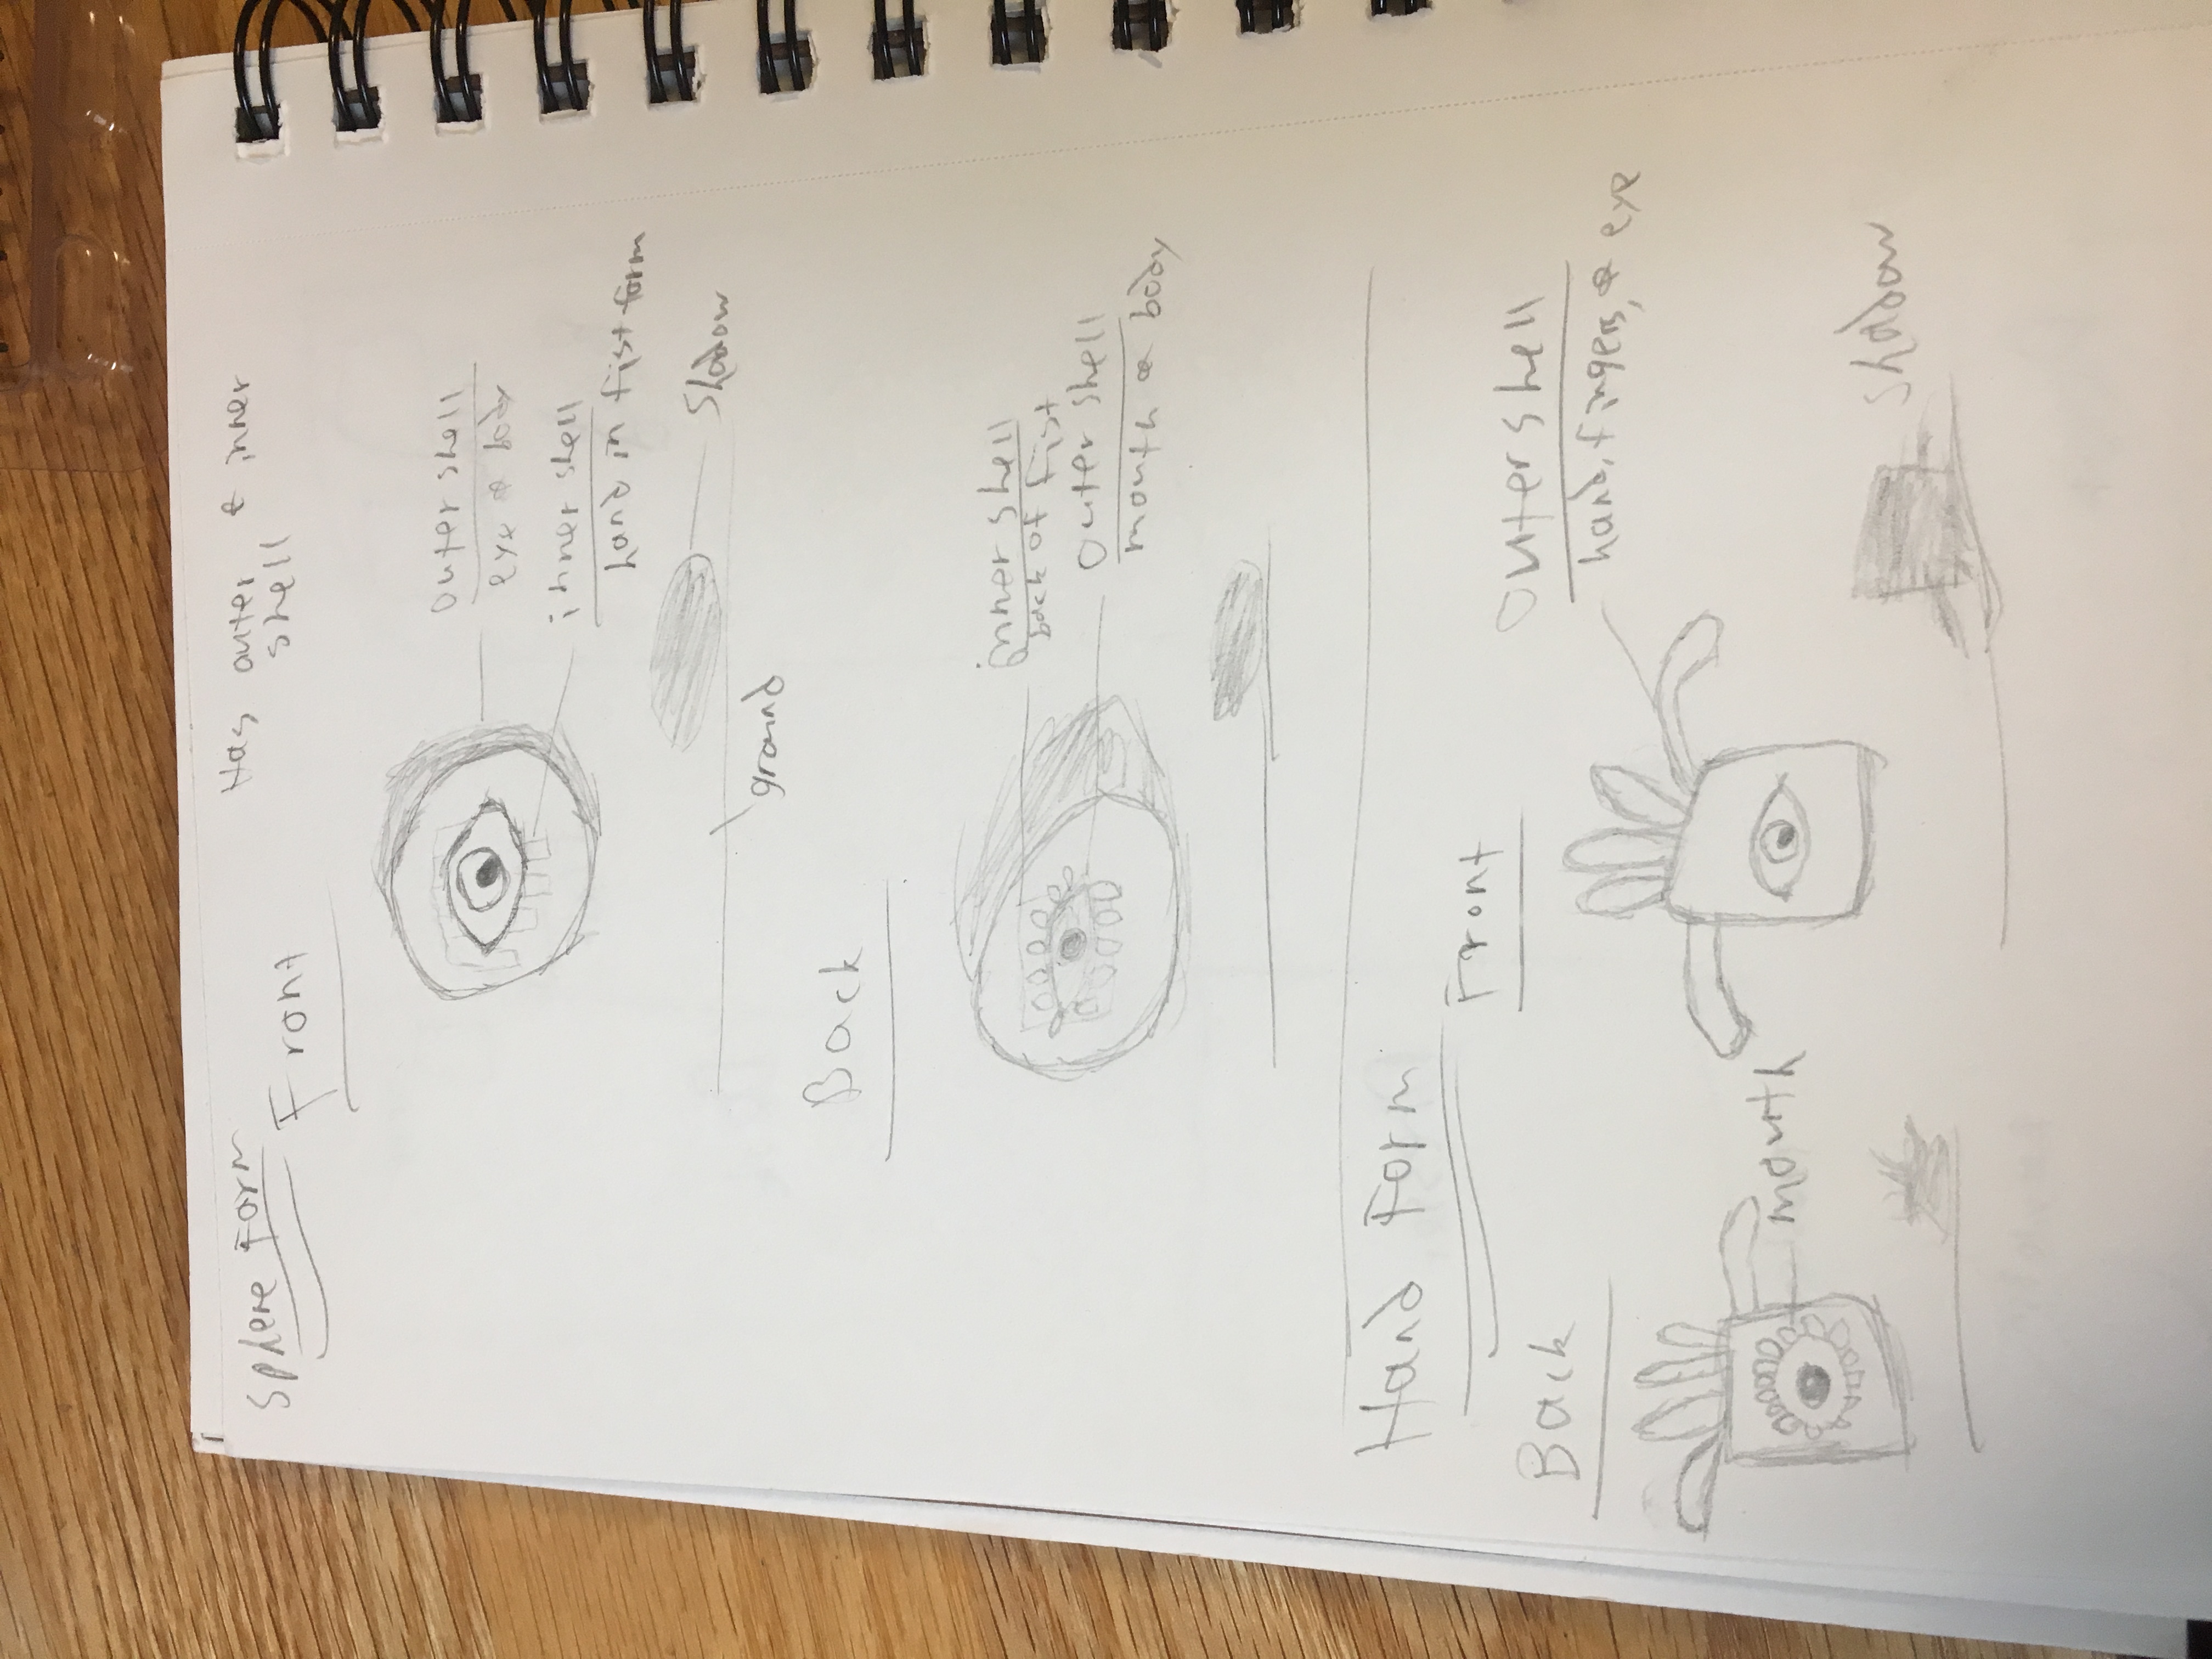 Sphere Form
Has outer & inner
shell
Front
outer shell
eye & body
inner shell
hand in fist form
Shadow
ground
Back
inner shell
back of fist
outer shell
mouth & body
Hand Form
Front
Back
outer shell
hand, fingers, & eye
mouth
shadow